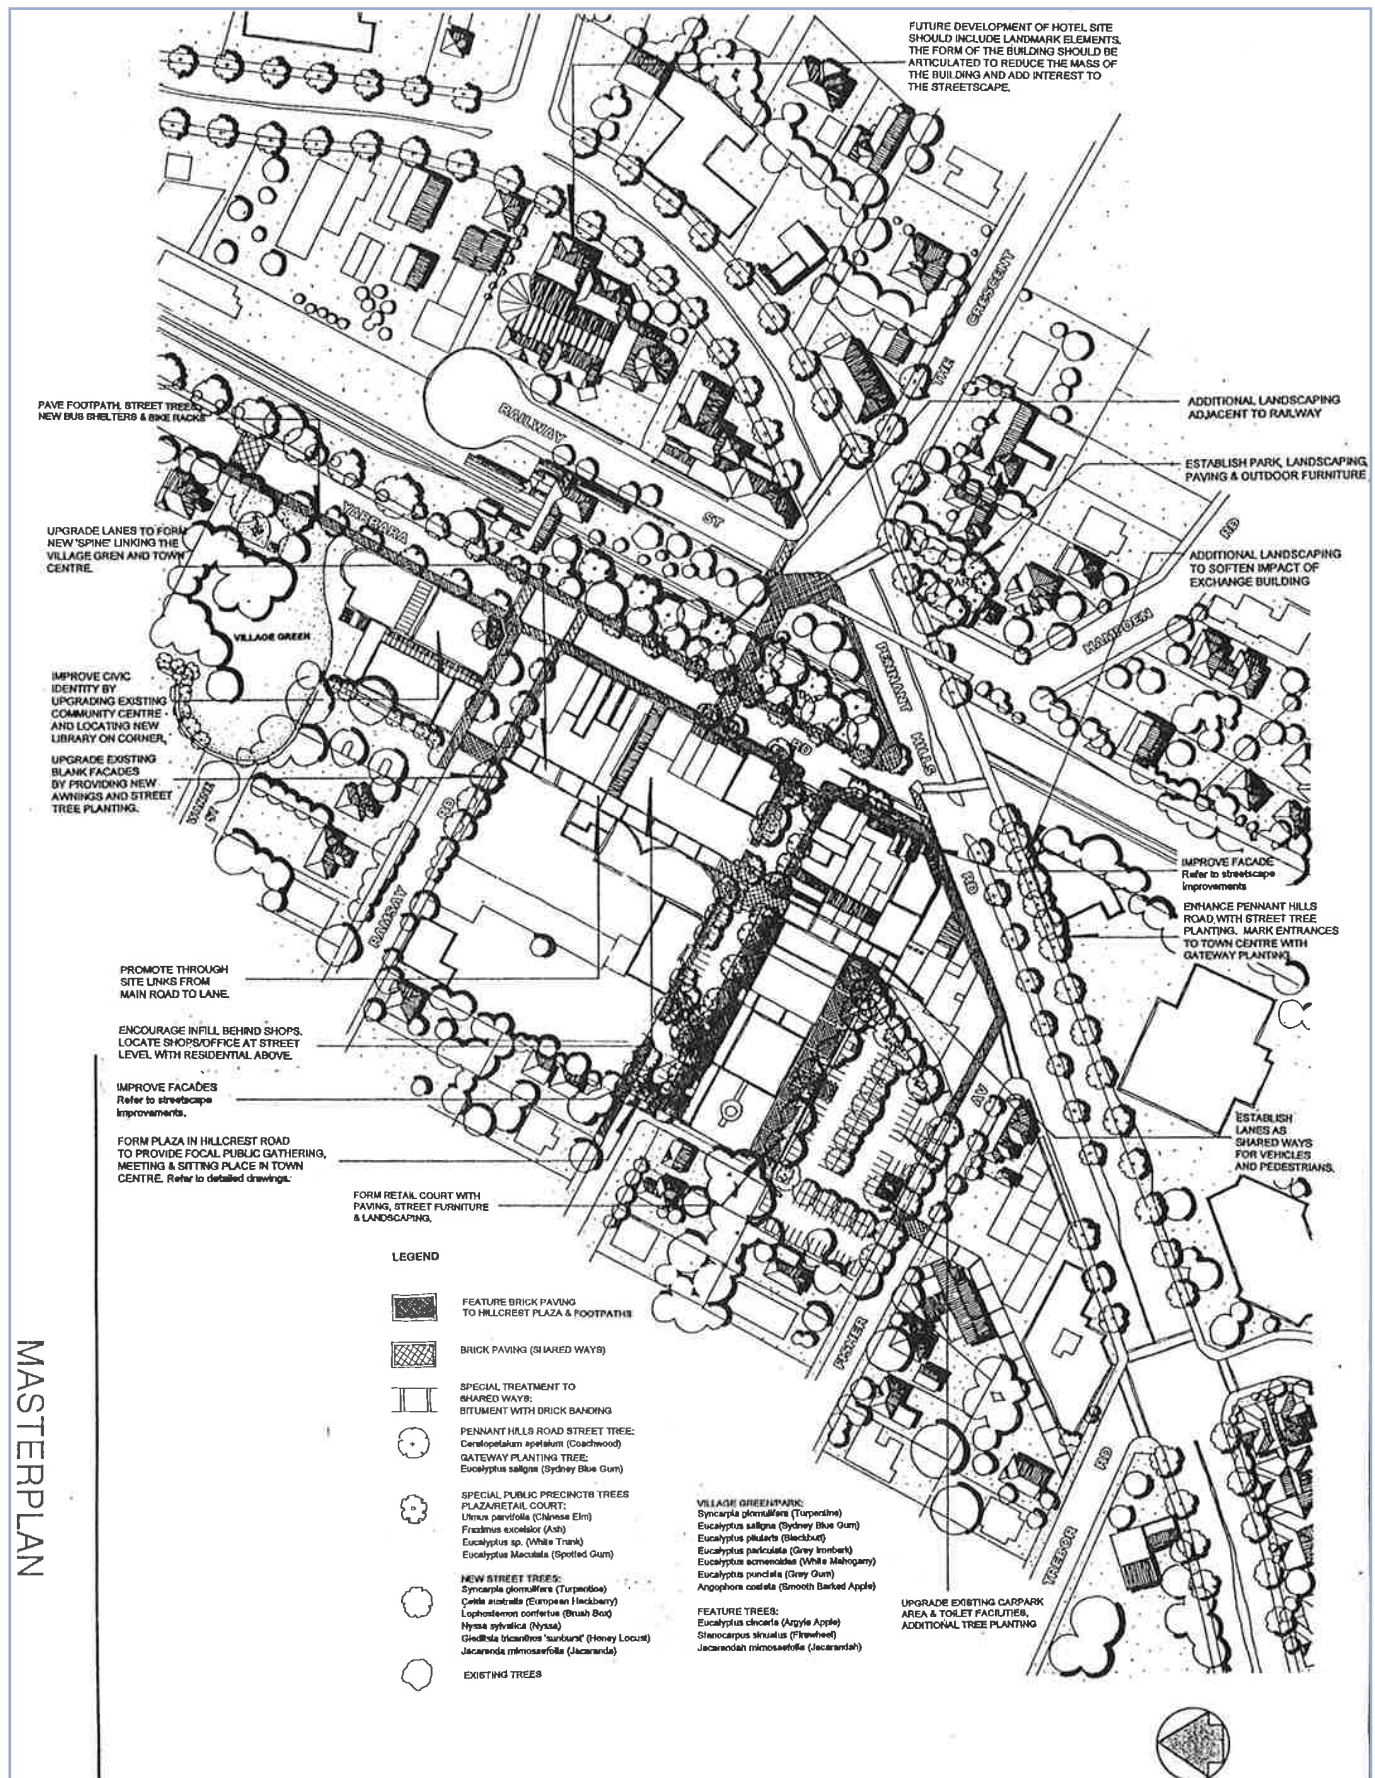 FUTURE DEVELOPMENT OF HOTEL SITE
SHOULD INCLUDE LANDMARK ELEMENTS.
THE FORM OF THE BUILDING SHOULD BE
ARTICULATED TO REDUCE THE MASS OF
THE BUILDING AND ADD INTEREST TO
THE STREETSCAPE.
THE CRESCENT
PAVE FOOTPATH, STREET TREES,
NEW BUS SHELTERS & BIKE RACKS
RAILWAY
ST
ADDITIONAL LANDSCAPING
ADJACENT TO RAILWAY
ESTABLISH PARK, LANDSCAPING,
PAVING & OUTDOOR FURNITURE
YARRARA
RD
UPGRADE LANES TO FORM
NEW 'SPINE' LINKING THE
VILLAGE GREN AND TOWN
CENTRE.
ADDITIONAL LANDSCAPING
TO SOFTEN IMPACT OF
EXCHANGE BUILDING
PARK
HAMPDEN
RD
VILLAGE GREEN
PENNANT
HILLS
RD
IMPROVE CIVIC
IDENTITY BY
UPGRADING EXISTING
COMMUNITY CENTRE
AND LOCATING NEW
LIBRARY ON CORNER.
UPGRADE EXISTING
BLANK FACADES
BY PROVIDING NEW
AWNINGS AND STREET
TREE PLANTING.
ST
RAMSAY
RD
IMPROVE FACADE
Refer to streetscape
improvements
ENHANCE PENNANT HILLS
ROAD, WITH STREET TREE
PLANTING. MARK ENTRANCES
TO TOWN CENTRE WITH
GATEWAY PLANTING
PROMOTE THROUGH
SITE LINKS FROM
MAIN ROAD TO LANE.
ENCOURAGE INFILL BEHIND SHOPS.
LOCATE SHOPS/OFFICE AT STREET
LEVEL WITH RESIDENTIAL ABOVE.
IMPROVE FACADES
Refer to streetscape
improvements.
FORM PLAZA IN HILLCREST ROAD
TO PROVIDE FOCAL PUBLIC GATHERING,
MEETING & SITTING PLACE IN TOWN
CENTRE. Refer to detailed drawings.
ESTABLISH
LANES AS
SHARED WAYS
FOR VEHICLES
AND PEDESTRIANS.
FORM RETAIL COURT WITH
PAVING, STREET FURNITURE
& LANDSCAPING.
FISHER
AV
TREBOR
RD
LEGEND
FEATURE BRICK PAVING
TO HILLCREST PLAZA & FOOTPATHS
BRICK PAVING (SHARED WAYS)
SPECIAL TREATMENT TO
SHARED WAYS:
BITUMENT WITH BRICK BANDING
PENNANT HILLS ROAD STREET TREE:
Ceratopetalum apetalum (Coachwood)
GATEWAY PLANTING TREE:
Eucalyptus saligna (Sydney Blue Gum)
SPECIAL PUBLIC PRECINCTS TREES
PLAZA/RETAIL COURT:
Ulmus parvifolia (Chinese Elm)
Fraximus excelsior (Ash)
Eucalyptus sp. (White Trunk)
Eucalyptus Maculata (Spotted Gum)
NEW STREET TREES:
Syncarpia glomulifera (Turpentine)
Celtis australis (European Hackberry)
Lophostemon confertus (Brush Box)
Nyssa sylvatica (Nyssa)
Gleditsia tricanthos 'sunburst' (Honey Locust)
Jacaranda mimosaefolia (Jacaranda)
EXISTING TREES
VILLAGE GREEN/PARK:
Syncarpia glomulifera (Turpentine)
Eucalyptus saligna (Sydney Blue Gum)
Eucalyptus pilularis (Blackbutt)
Eucalyptus paniculata (Grey Ironbark)
Eucalyptus acmenoides (White Mahogany)
Eucalyptus punctata (Grey Gum)
Angophora costata (Smooth Barked Apple)
FEATURE TREES:
Eucalyptus cineria (Argyle Apple)
Stenocarpus sinuatus (Firewheel)
Jacarandah mimosaefolia (Jacarandah)
UPGRADE EXISTING CARPARK
AREA & TOILET FACILITIES,
ADDITIONAL TREE PLANTING
MASTERPLAN